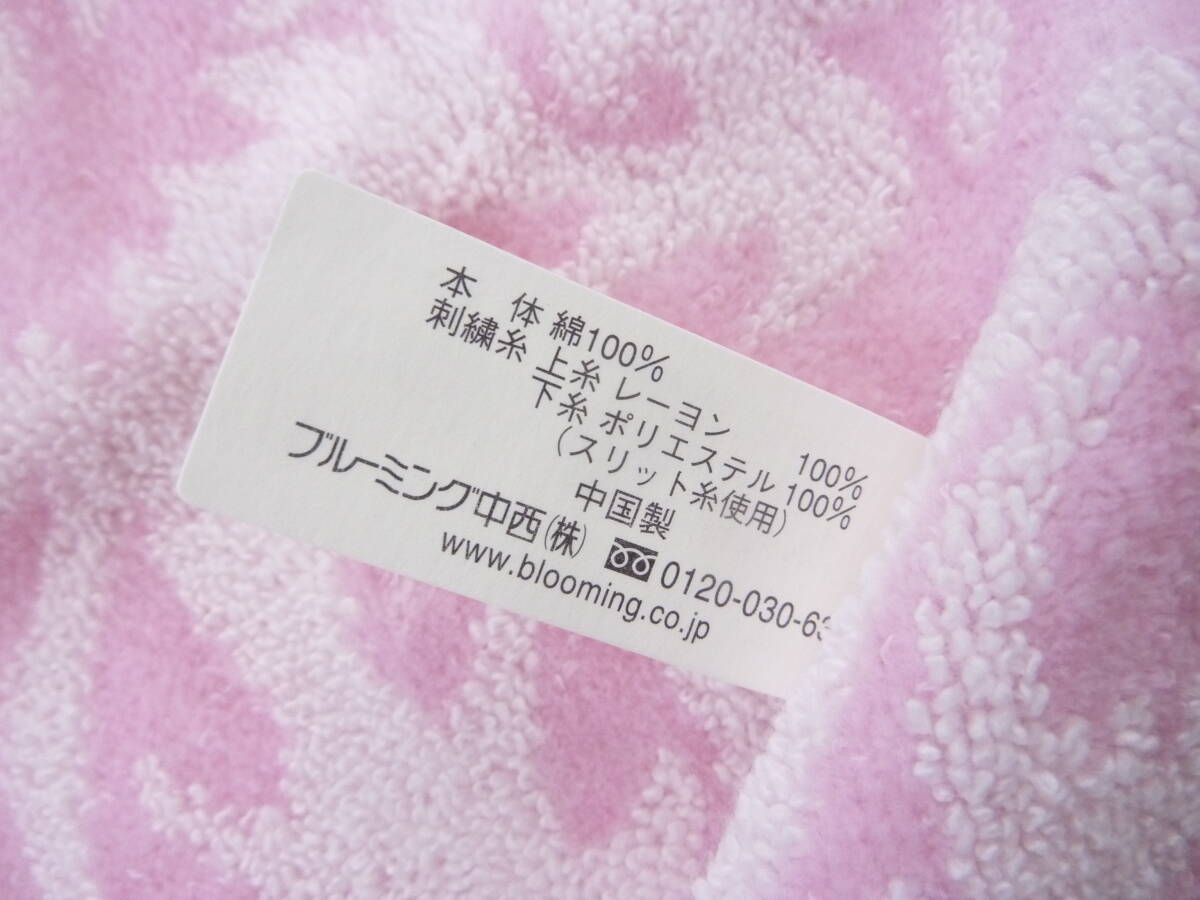 本　体 綿100%
刺繍糸 上糸 レーヨン 100%
下糸 ポリエステル 100%
(スリット糸使用)
中国製
ブルーミング中西(株) 0120-030-63
www.blooming.co.jp